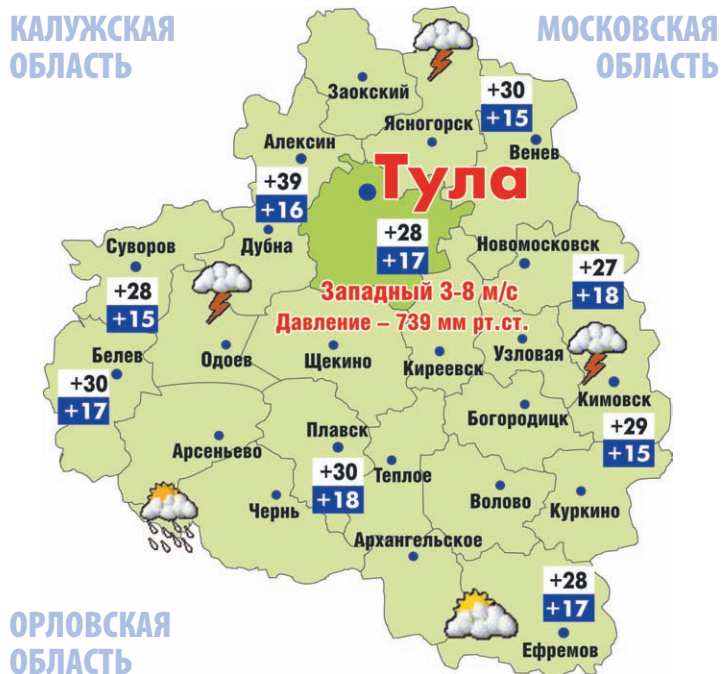 КАЛУЖСКАЯ
ОБЛАСТЬ
МОСКОВСКАЯ
ОБЛАСТЬ
Заокский
+30
+15
Ясногорск
Венев
Алексин
+39
+16
Тула
+28
+17
Суворов
Дубна
Новомосковск
+28
+15
+27
+18
Западный 3-8 м/с
Давление – 739 мм рт.ст.
Белев
+30
+17
Одоев
Щекино
Киреевск
Узловая
Кимовск
+29
+15
Богородицк
Арсеньево
Плавск
+30
+18
Теплое
Чернь
Волово
Куркино
Архангельское
+28
+17
Ефремов
ОРЛОВСКАЯ
ОБЛАСТЬ